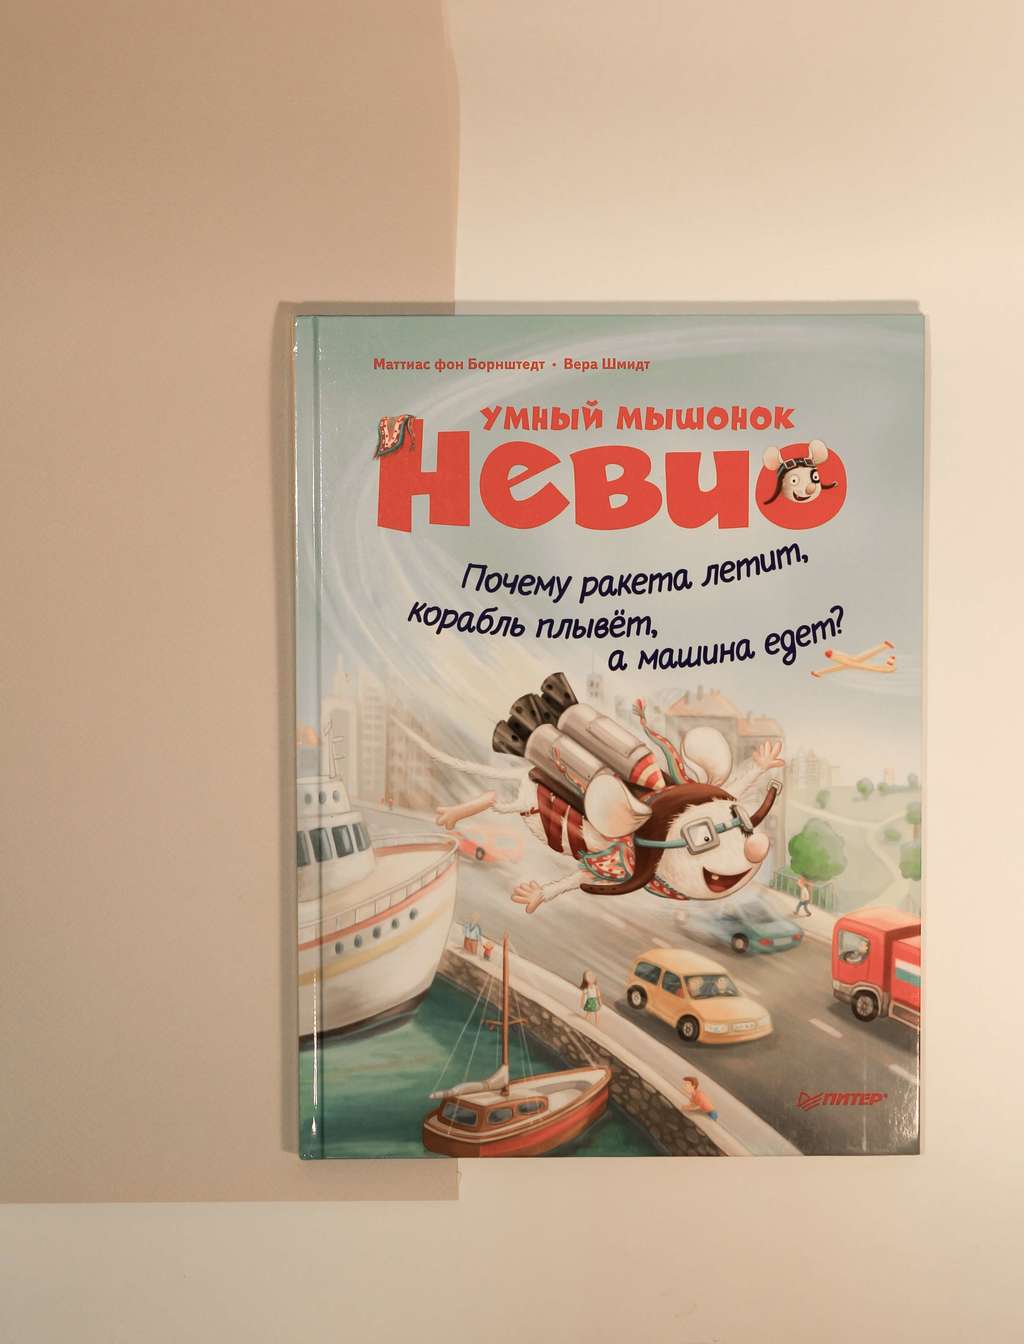 Маттиас фон Борнштедт • Вера Шмидт
УМНЫЙ МЫШОНОК
Невио
Почему ракета летит,
корабль плывёт,
а машина едет?
ПИТЕР®